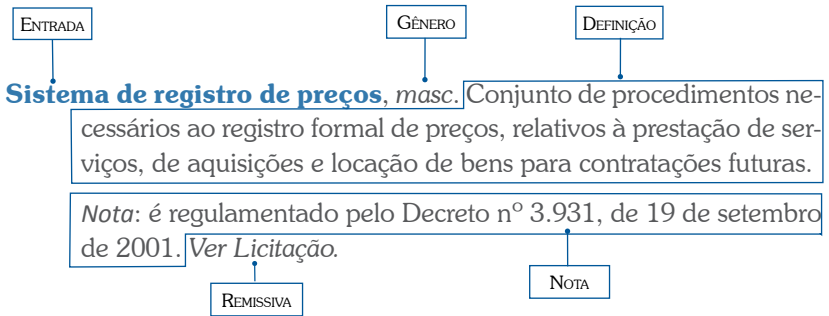 Entrada Gênero Definição
Sistema de registro de preços, masc. Conjunto de procedimentos ne-
cessários ao registro formal de preços, relativos à prestação de ser-
viços, de aquisições e locação de bens para contratações futuras.
Nota: é regulamentado pelo Decreto nº 3.931, de 19 de setembro
de 2001. Ver Licitação.
Nota
Remissiva